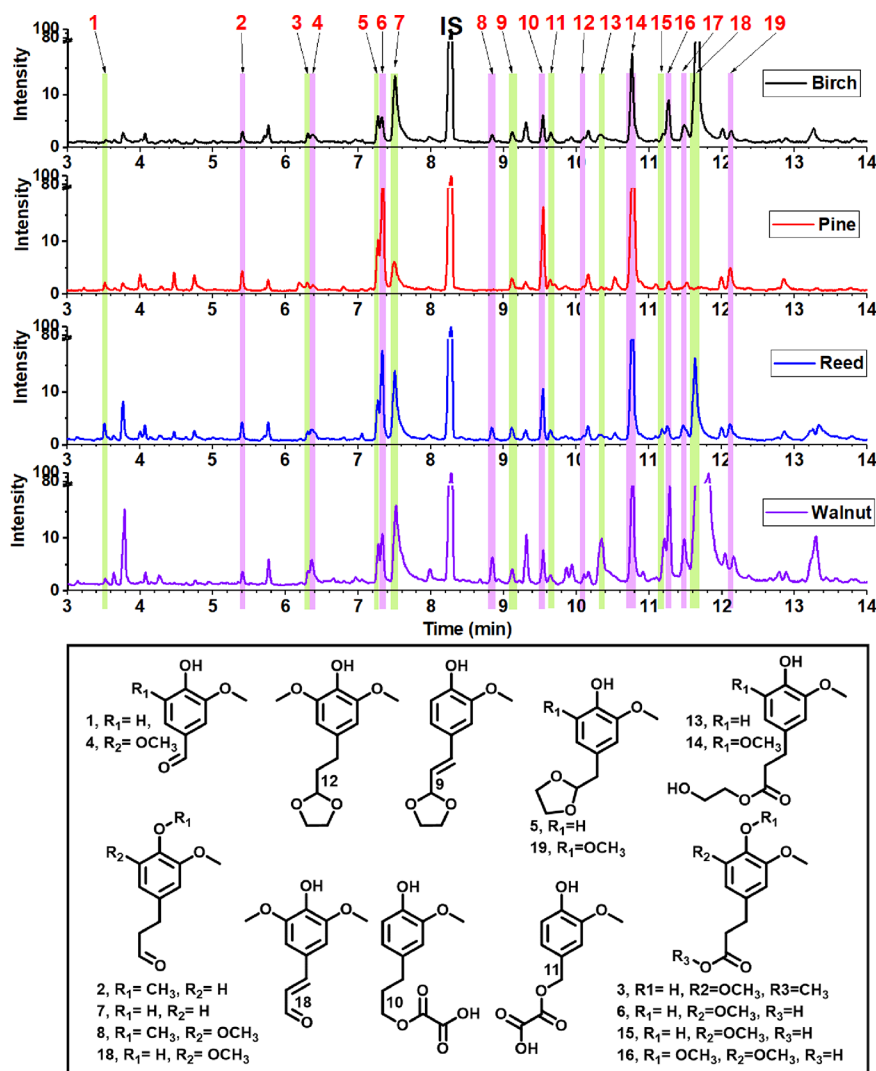 1 2 3 4 5 6 7 IS 8 9 10 11 12 13 14 15 16 17 18 19
100
80
10
0
Intensity
Birch
3 4 5 6 7 8 9 10 11 12 13 14
100
80
10
0
Intensity
Pine
3 4 5 6 7 8 9 10 11 12 13 14
100
80
10
0
Intensity
Reed
3 4 5 6 7 8 9 10 11 12 13 14
100
80
10
0
Intensity
Walnut
3 4 5 6 7 8 9 10 11 12 13 14
Time (min)
OH
R1
O
O
1, R1= H,
4, R2= OCH3
OH
O
O
12
O
O
OH
O
9
O
O
OH
R1
O
O
O
5, R1=H
19, R1=OCH3
OH
R1
O
13, R1=H
14, R1=OCH3
HO
O
O
O
R1
R2
O
O
2, R1= CH3, R2= H
7, R1= H, R2= H
8, R1= CH3, R2= OCH3
18, R1= H, R2= OCH3
OH
O
O
18
O
OH
O
10
O
O
OH
O
OH
O
11
O
O
O
OH
O
R1
R2
O
R3
O
O
3, R1= H, R2=OCH3, R3=CH3
6, R1= H, R2=OCH3, R3=H
15, R1= H, R2=OCH3, R3=H
16, R1= OCH3, R2=OCH3, R3=H